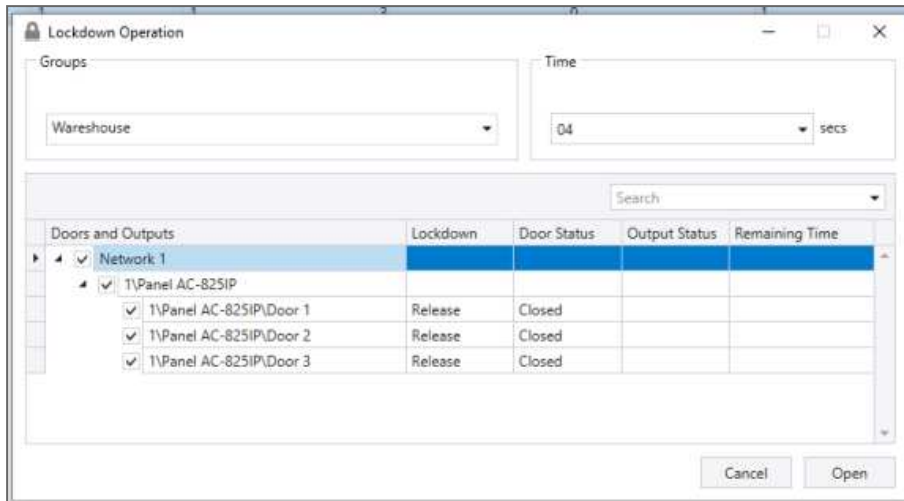 Lockdown Operation
Groups
Time
Wareshouse
04
secs
Search
Doors and Outputs Lockdown Door Status Output Status Remaining Time
Network 1
1\Panel AC-825IP
1\Panel AC-825IP\Door 1 Release Closed
1\Panel AC-825IP\Door 2 Release Closed
1\Panel AC-825IP\Door 3 Release Closed
Cancel Open